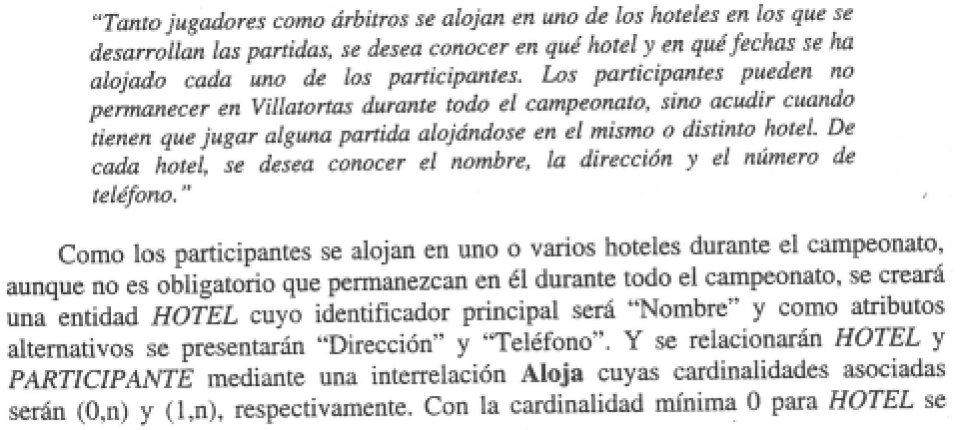 “Tanto jugadores como árbitros se alojan en uno de los hoteles en los que se
desarrollan las partidas, se desea conocer en qué hotel y en qué fechas se ha
alojado cada uno de los participantes. Los participantes pueden no
permanecer en Villatortas durante todo el campeonato, sino acudir cuando
tienen que jugar alguna partida alojándose en el mismo o distinto hotel. De
cada hotel, se desea conocer el nombre, la dirección y el número de
teléfono.”
Como los participantes se alojan en uno o varios hoteles durante el campeonato,
aunque no es obligatorio que permanezcan en él durante todo el campeonato, se creará
una entidad HOTEL cuyo identificador principal será “Nombre” y como atributos
alternativos se presentarán “Dirección” y “Teléfono”. Y se relacionarán HOTEL y
PARTICIPANTE mediante una interrelación Aloja cuyas cardinalidades asociadas
serán (0,n) y (1,n), respectivamente. Con la cardinalidad mínima 0 para HOTEL se